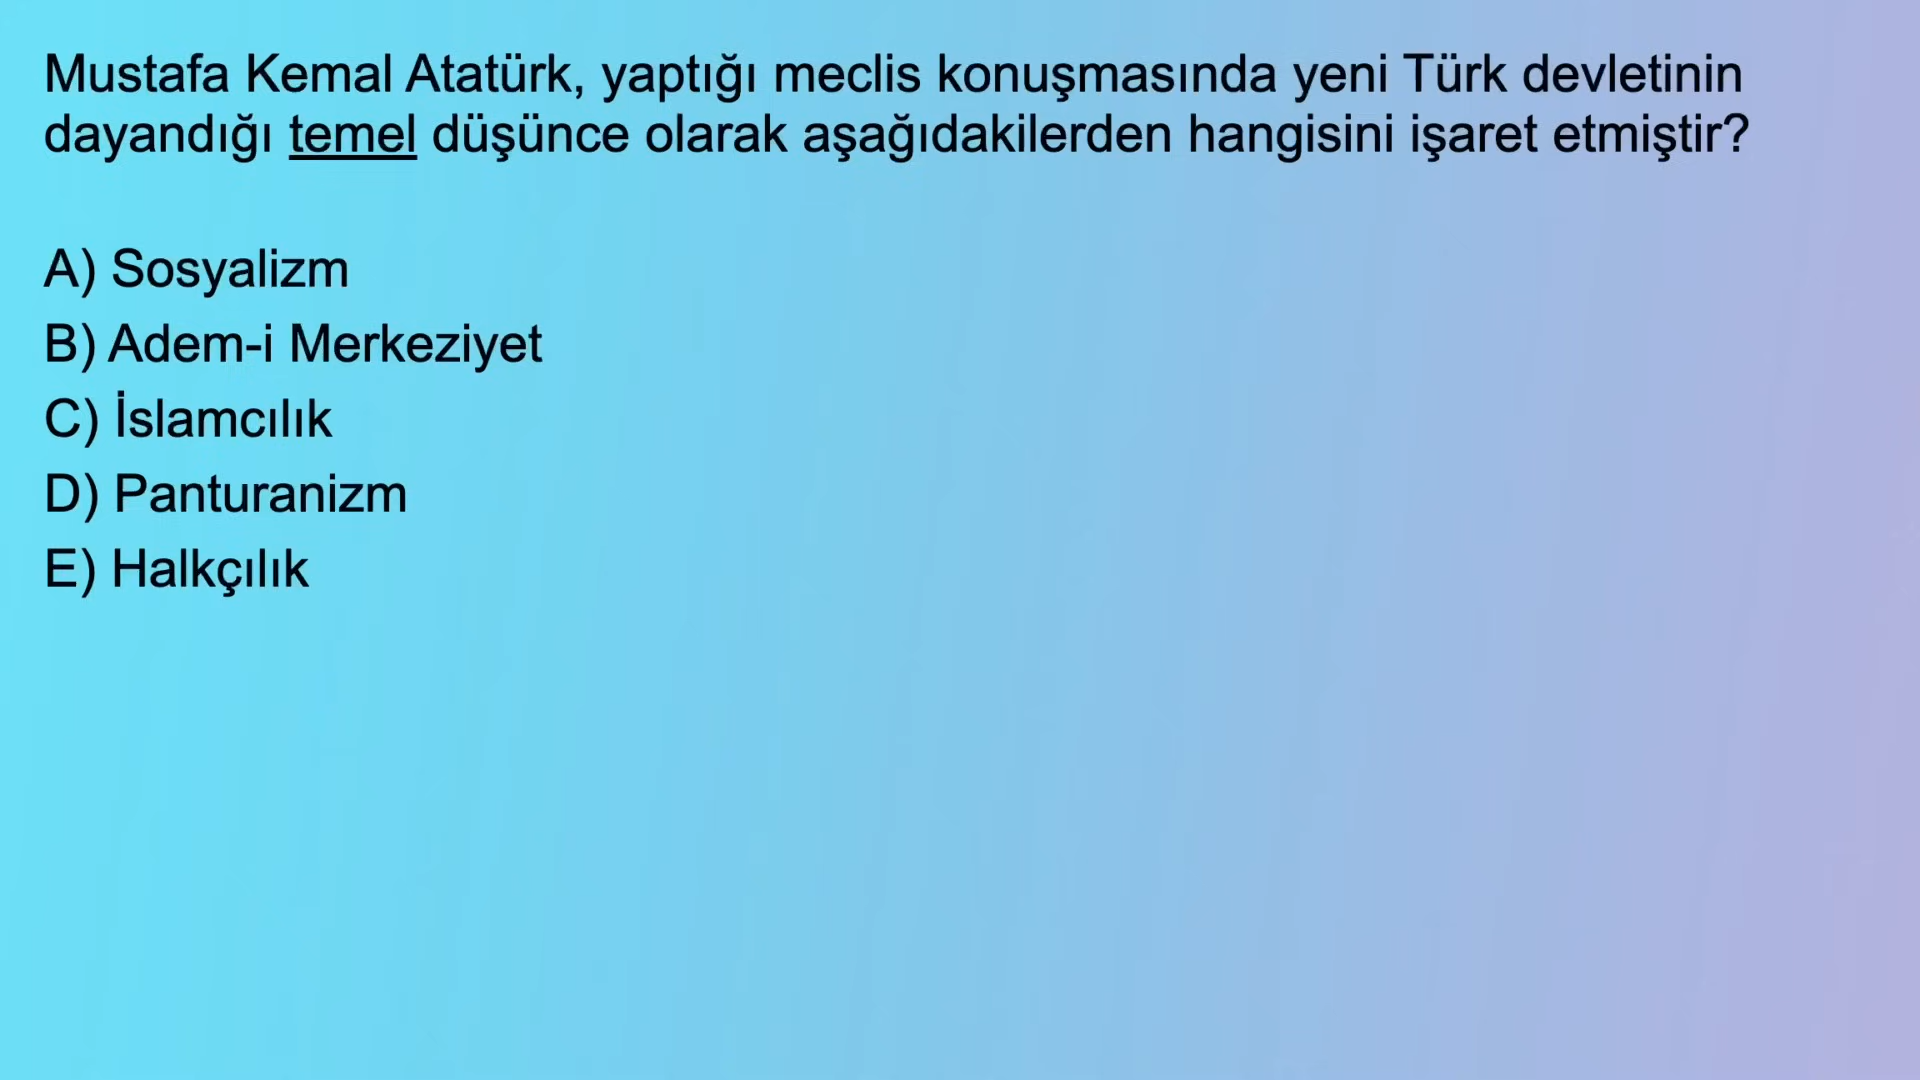 Mustafa Kemal Atatürk, yaptığı meclis konuşmasında yeni Türk devletinin
dayandığı temel düşünce olarak aşağıdakilerden hangisini işaret etmiştir?
A) Sosyalizm
B) Adem-i Merkeziyet
C) İslamcılık
D) Panturanizm
E) Halkçılık